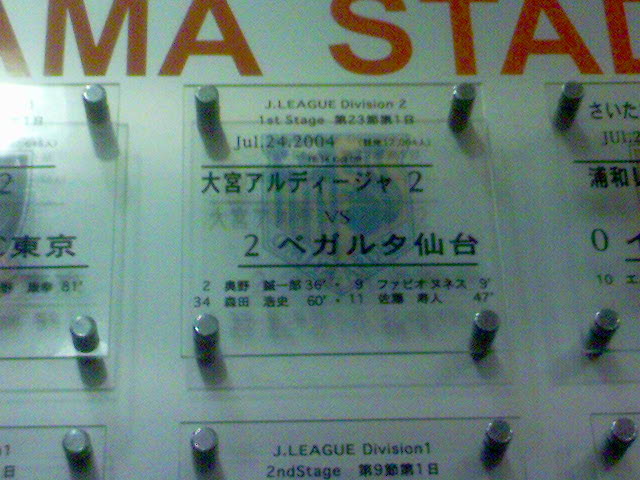 AMA STAD
J.LEAGUE Division 2
1st Stage 第23節第1日
Jul.24.2004
大宮アルディージャ 2
VS
2 ベガルタ仙台
2 奥野 誠一郎 36' · 9 ファビオ ヌネス 9'
34 森田 浩史 60' · 11 佐藤 寿人 47'
2
東京
81'
さいた
浦和
0
10
J.LEAGUE Division1
2ndStage 第9節第1日